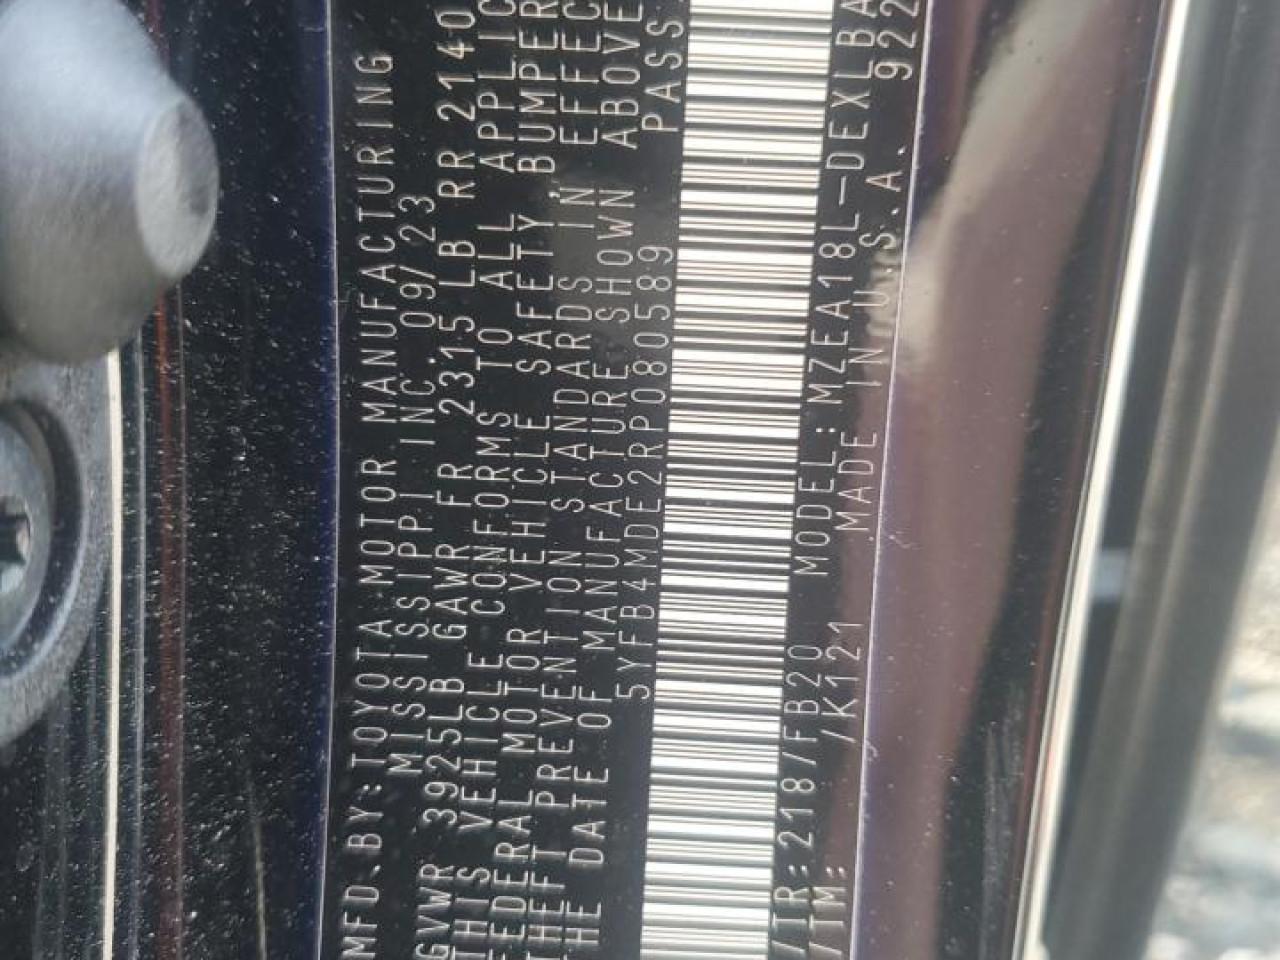 MFD.BY:TOYOTA MOTOR MANUFACTURING
MISSISSIPPI INC. 09/23
GVWR 3925LB GAWR FR 2315 LB RR 2140
THIS VEHICLE CONFORMS TO ALL APPLIC
FEDERAL MOTOR VEHICLE SAFETY, BUMPER
THEFT PREVENTION STANDARDS IN EFFEC
THE DATE OF MANUFACTURE SHOWN ABOVE
5YFB4MDE2RP080589 PASS
/TR:218/FB20 MODEL:MZEA18L-DEXLBA
/TM: /K121 MADE IN U.S.A. 922